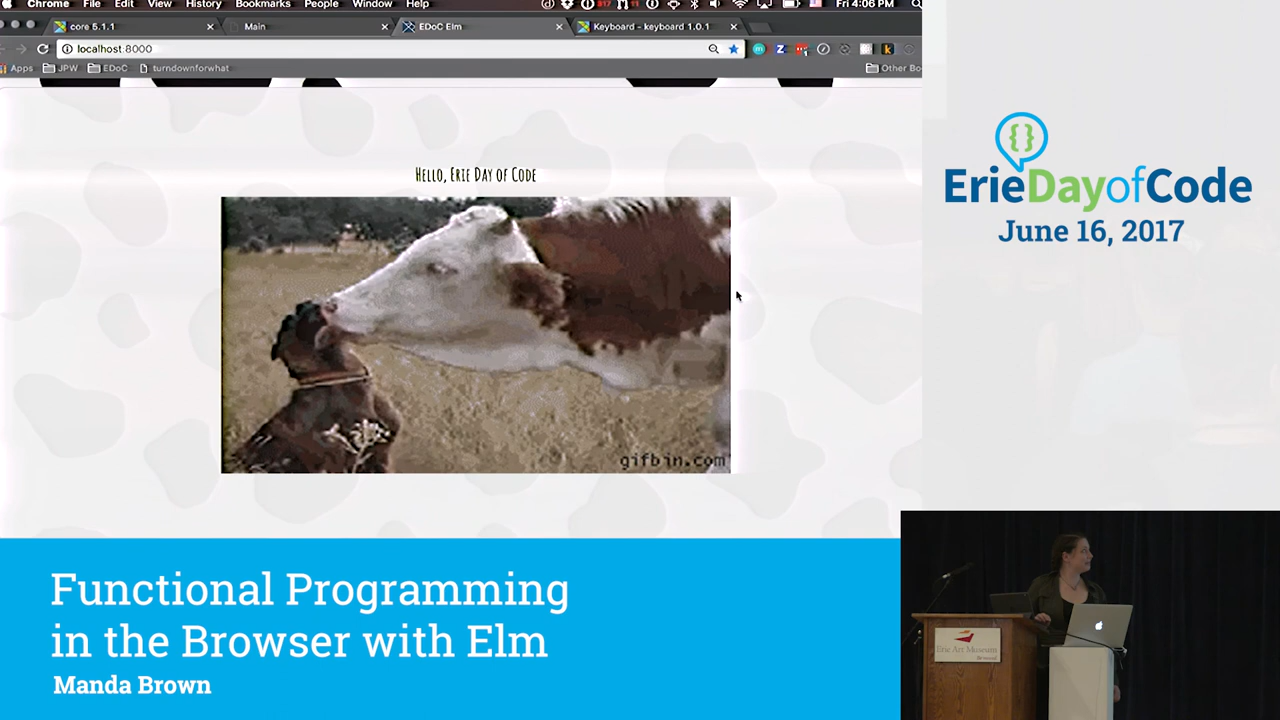 Chrome File Edit View History Bookmarks People Window Help
Fri 4:06 PM
core 5.1.1
Main
EDoC Elm
Keyboard - keyboard 1.0.1
localhost:8000
Apps JPW EDoC turndownforwhat
Other Bo
Hello, Erie Day of Code
gifbin.com
{ }
ErieDayofCode
June 16, 2017
Functional Programming
in the Browser with Elm
Manda Brown
Erie Art Museum